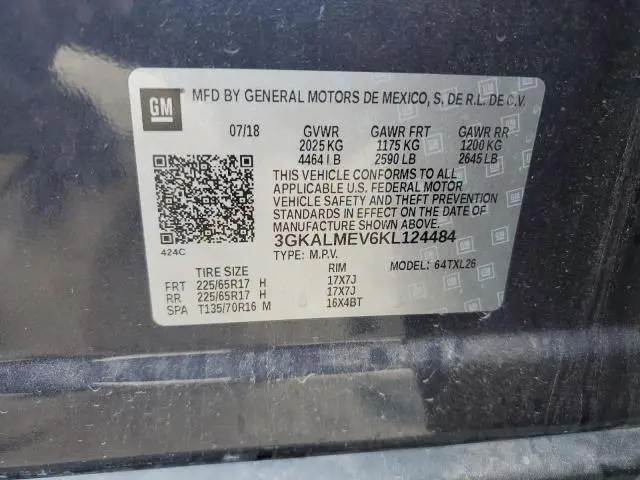 GM
MFD BY GENERAL MOTORS DE MEXICO, S. DE R.L. DE C.V.
07/18 GVWR GAWR FRT GAWR RR
2025 KG 1175 KG 1200 KG
4464 LB 2590 LB 2645 LB
THIS VEHICLE CONFORMS TO ALL
APPLICABLE U.S. FEDERAL MOTOR
VEHICLE SAFETY AND THEFT PREVENTION
STANDARDS IN EFFECT ON THE DATE OF
MANUFACTURE SHOWN ABOVE.
3GKALMEV6KL124484
424C
TYPE: M.P.V. MODEL: 64TXL26
TIRE SIZE RIM
FRT 225/65R17 H 17X7J
RR 225/65R17 H 17X7J
SPA T135/70R16 M 16X4BT